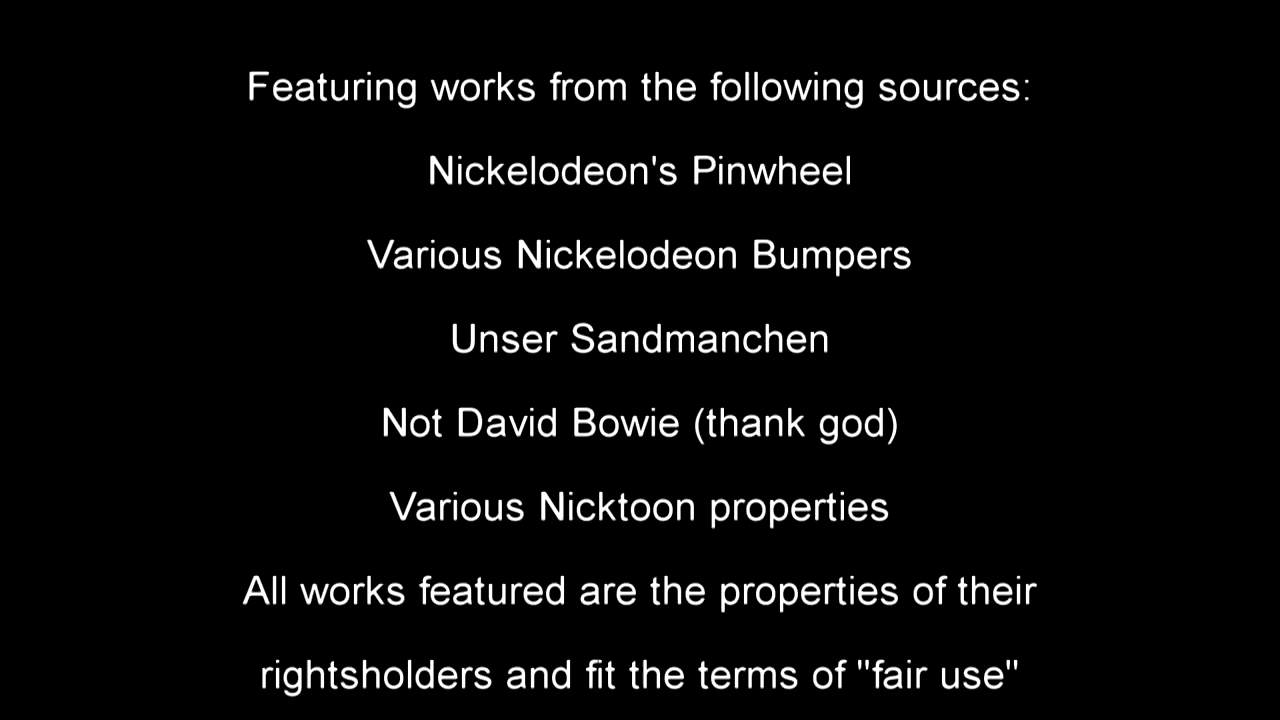 Featuring works from the following sources:
Nickelodeon's Pinwheel
Various Nickelodeon Bumpers
Unser Sandmanchen
Not David Bowie (thank god)
Various Nicktoon properties
All works featured are the properties of their
rightsholders and fit the terms of "fair use"